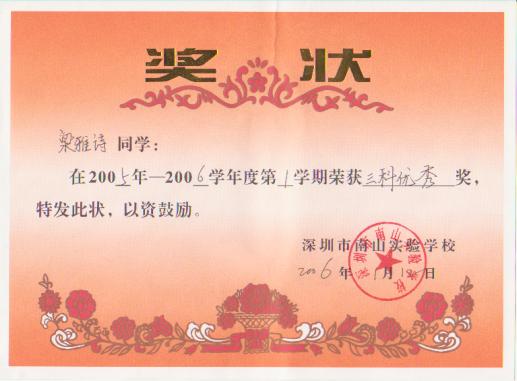 奖状
梁雅诗 同学：
在2005年—2006学年度第1学期荣获三科优秀奖，
特发此状，以资鼓励。
深圳市南山实验学校
2006年1月18日